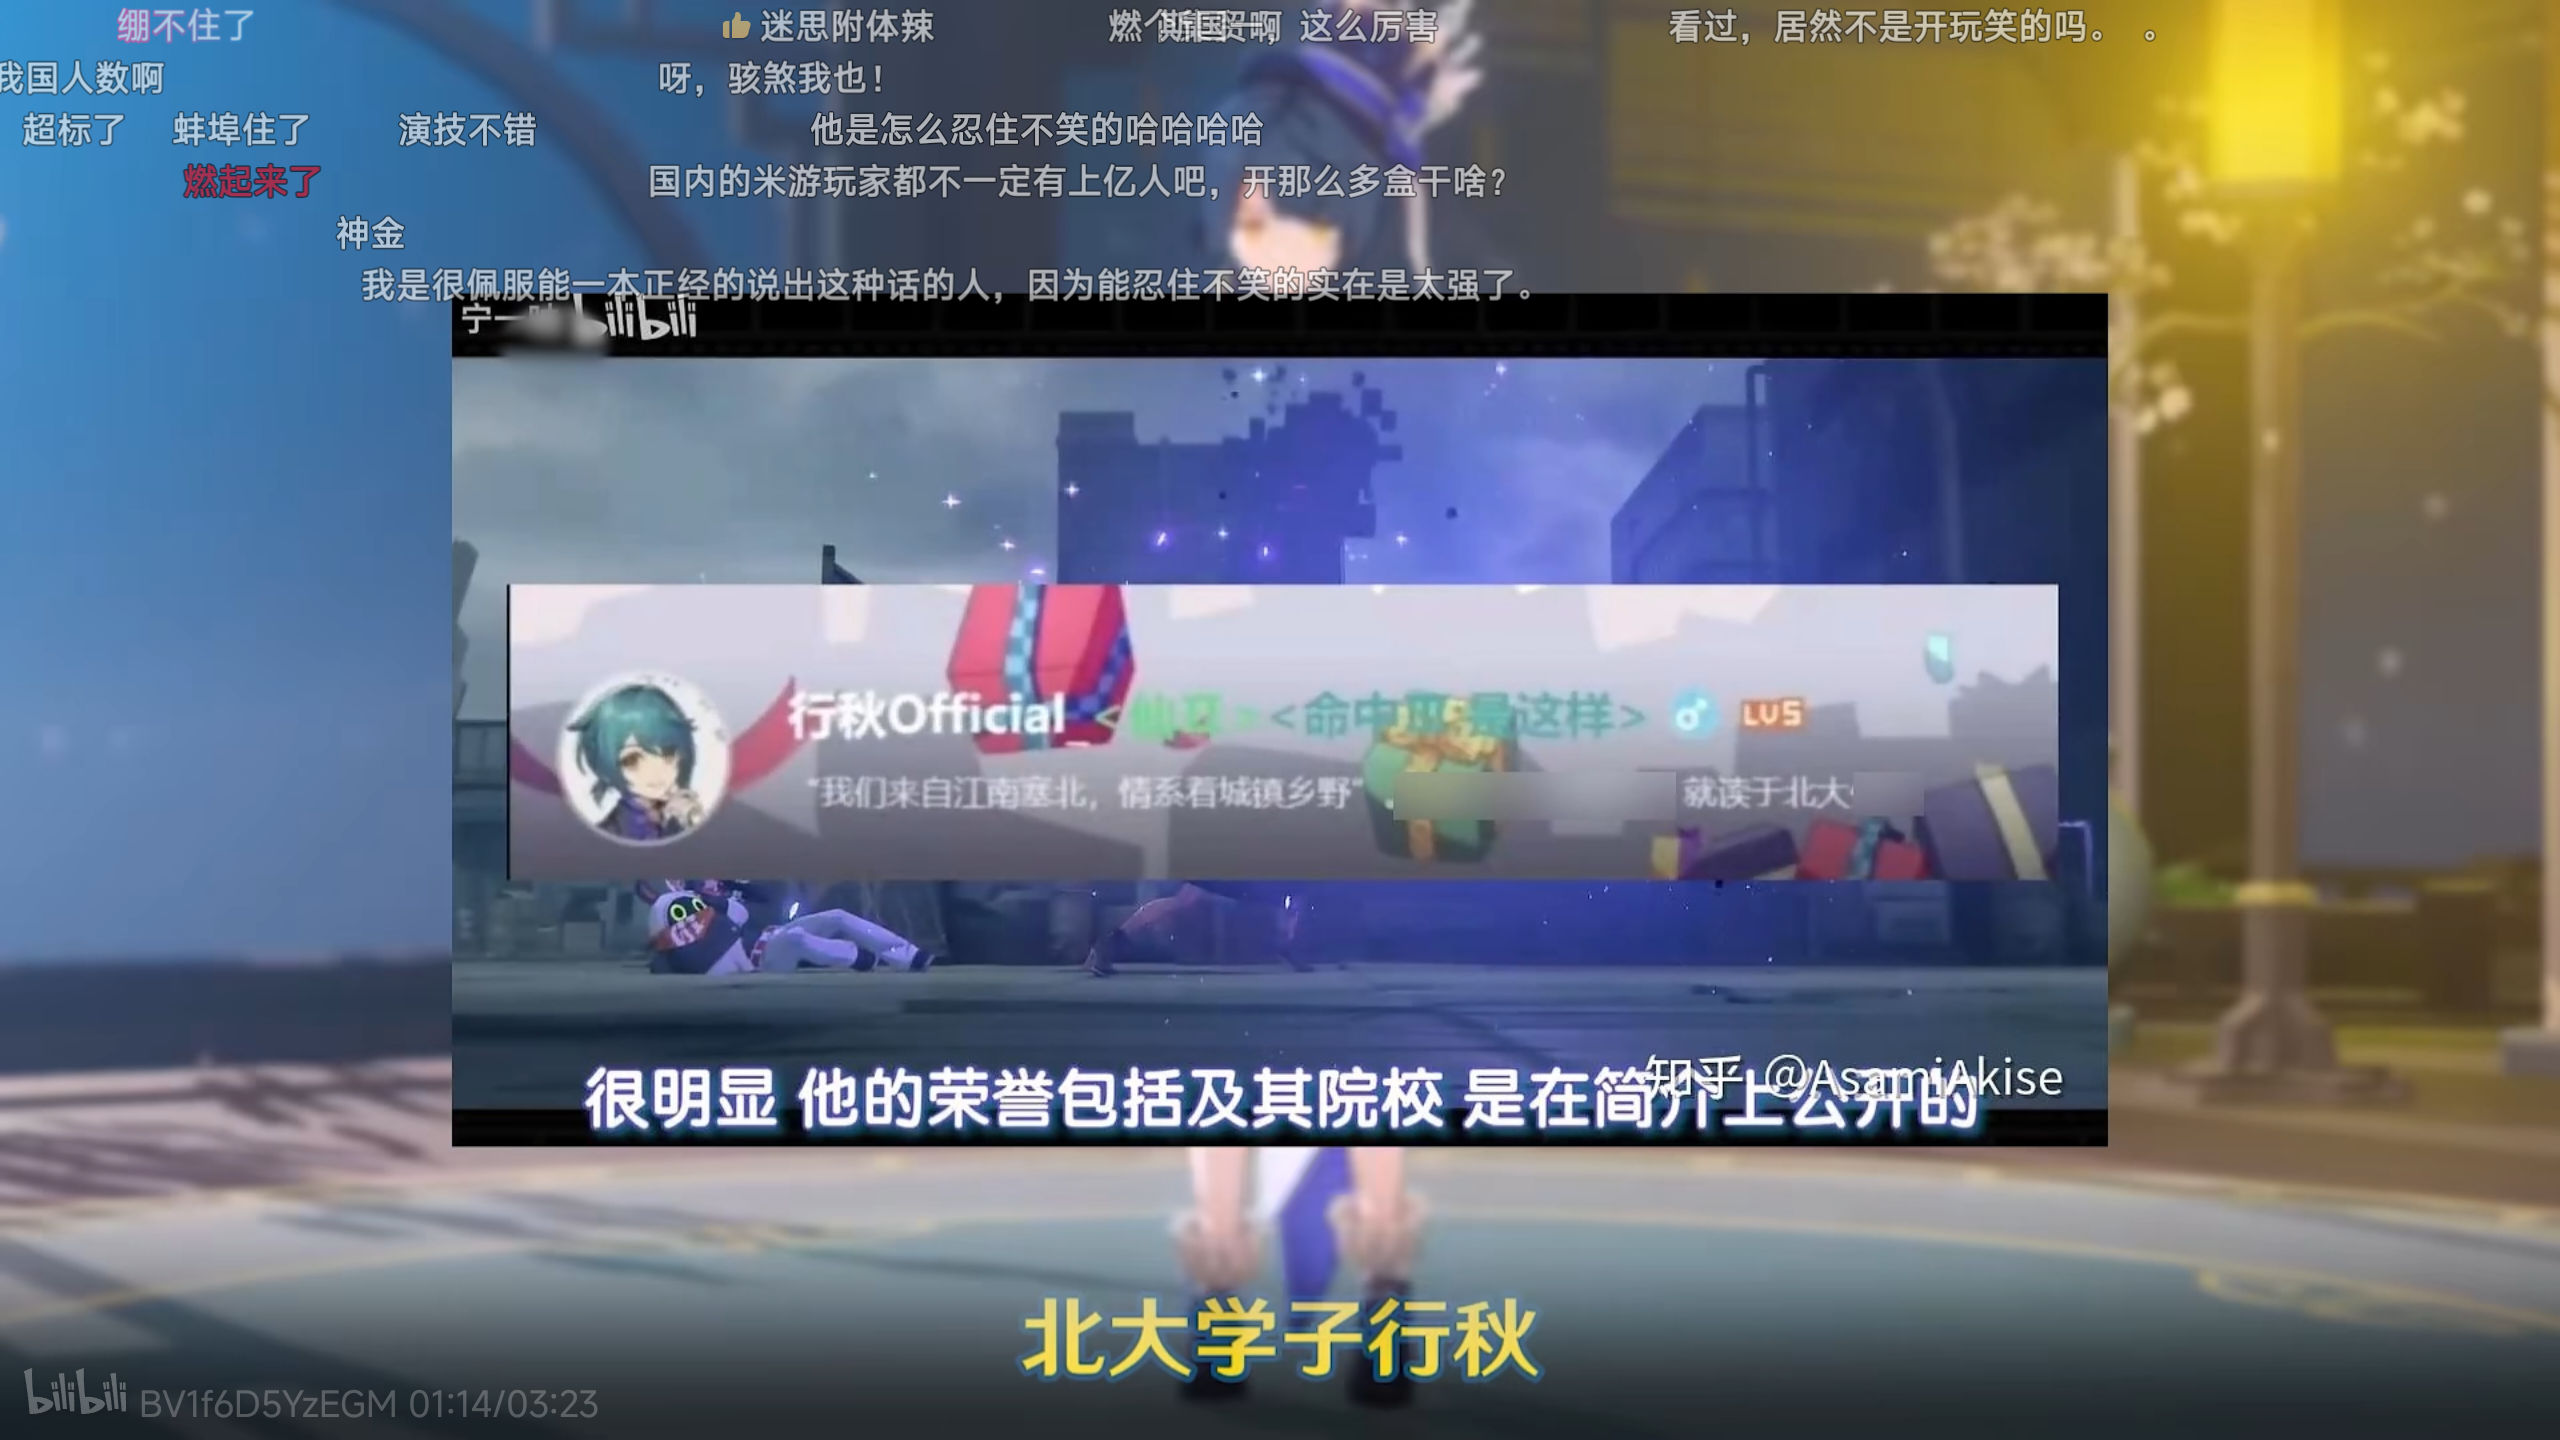 绷不住了
迷思附体辣
燃
这么厉害
看过，居然不是开玩笑的吗。 。
我国人数啊
呀，骇煞我也！
超标了
蚌埠住了
演技不错
他是怎么忍住不笑的哈哈哈哈
燃起来了
国内的米游玩家都不一定有上亿人吧，开那么多盒干啥？
神金
我是很佩服能一本正经的说出这种话的人，因为能忍住不笑的实在是太强了。
宁一
bilibili
行秋Official_
<命中
是这样>
LV5
“我们来自江南塞北，情系着城镇乡野”
就读于北大
知乎 @AsamiAkise
很明显 他的荣誉包括及其院校 是在简介上公开的
北大学子行秋
bilibili BV1f6D5YzEGM 01:14/03:23